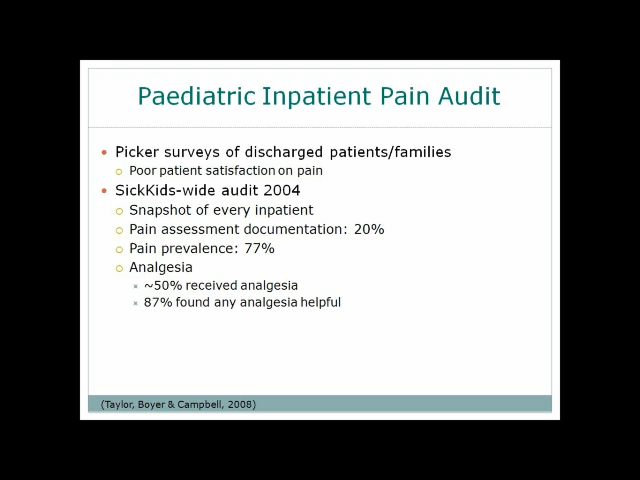 Paediatric Inpatient Pain Audit
Picker surveys of discharged patients/families
Poor patient satisfaction on pain
SickKids-wide audit 2004
Snapshot of every inpatient
Pain assessment documentation: 20%
Pain prevalence: 77%
Analgesia
~50% received analgesia
87% found any analgesia helpful
(Taylor, Boyer & Campbell, 2008)